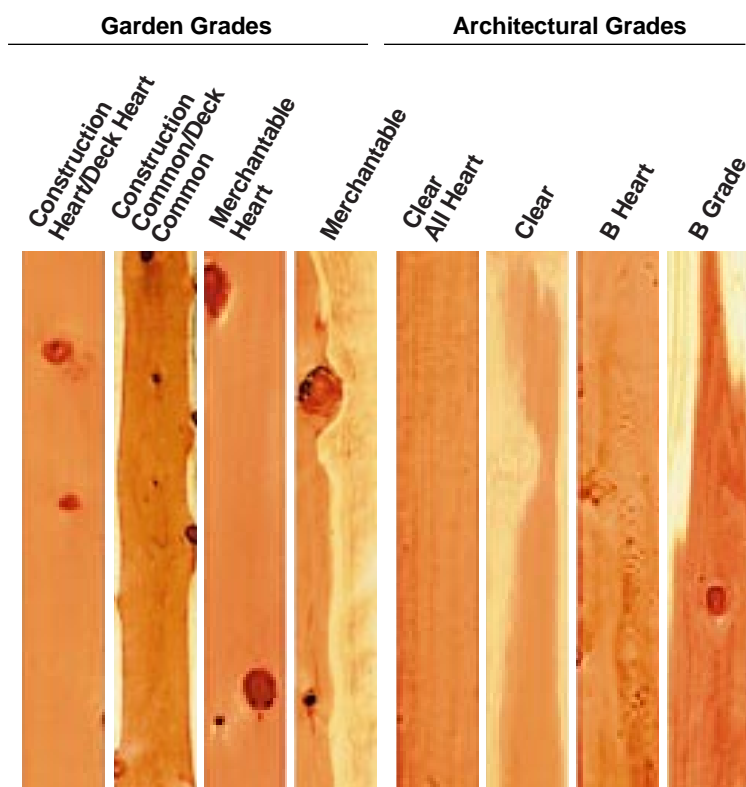 Garden Grades
Architectural Grades
Construction
Heart/Deck Heart
Construction
Common/Deck
Common
Merchantable
Heart
Merchantable
Clear
All Heart
Clear
B Heart
B Grade